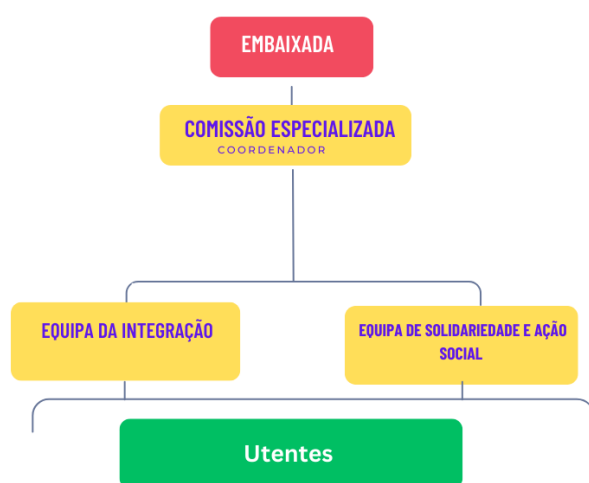 EMBAIXADA
COMISSÃO ESPECIALIZADA
COORDENADOR
EQUIPA DA INTEGRAÇÃO
EQUIPA DE SOLIDARIEDADE E AÇÃO
SOCIAL
Utentes